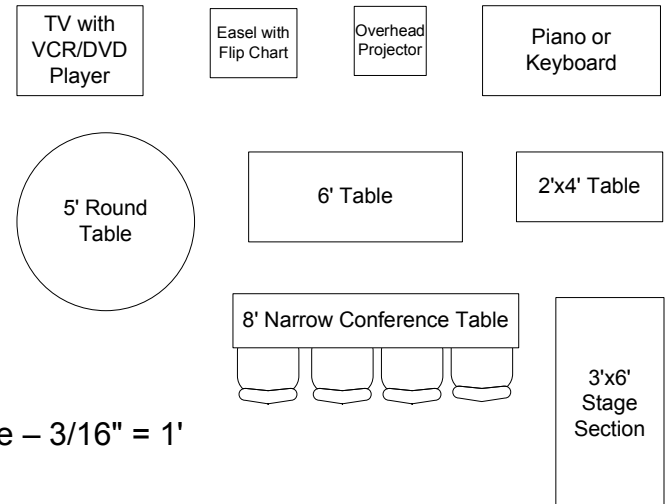 TV with
VCR/DVD
Player
Easel with
Flip Chart
Overhead
Projector
Piano or
Keyboard
5' Round
Table
6' Table
2'x4' Table
8' Narrow Conference Table
3'x6'
Stage
Section
– 3/16" = 1'